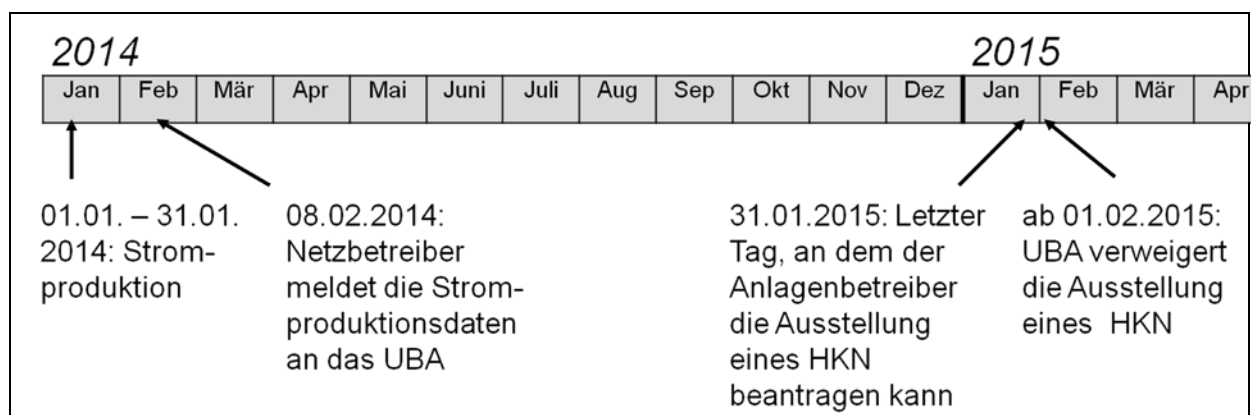 2014
2015
Jan Feb Mär Apr Mai Juni Juli Aug Sep Okt Nov Dez Jan Feb Mär Apr
01.01. – 31.01.
2014: Strom-
produktion
08.02.2014:
Netzbetreiber
meldet die Strom-
produktionsdaten
an das UBA
31.01.2015: Letzter
Tag, an dem der
Anlagenbetreiber
die Ausstellung
eines HKN
beantragen kann
ab 01.02.2015:
UBA verweigert
die Ausstellung
eines HKN